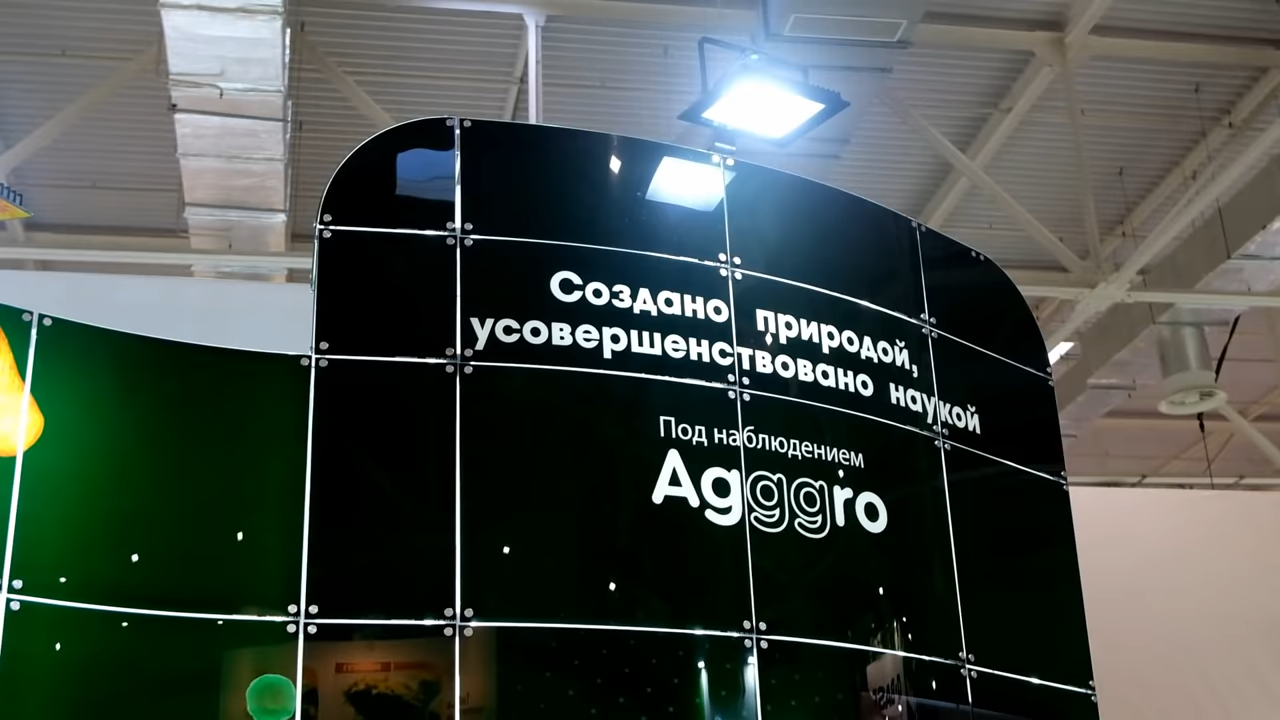 Создано природой,
усовершенствовано наукой
Под наблюдением
Agggro